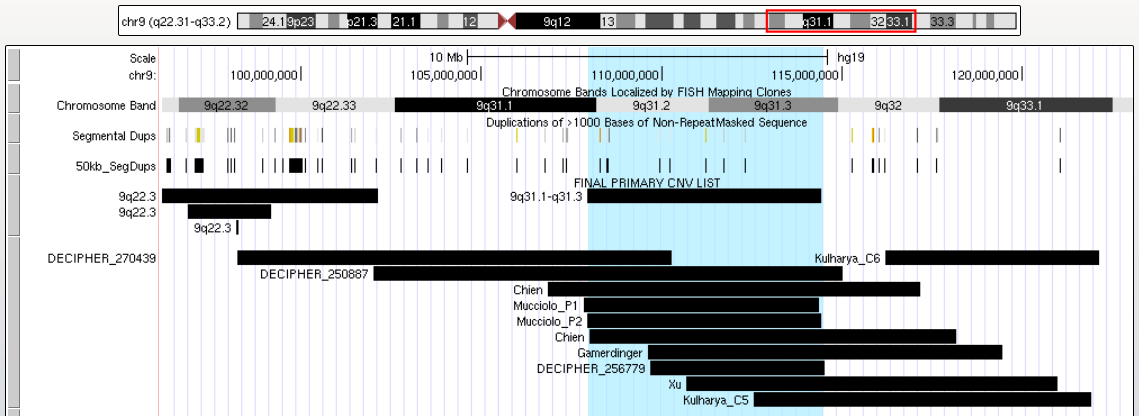 chr9 (q22.31-q33.2) 24.1 9p23 p21.3 21.1 12 9q12 13 q31.1 32 33.1 33.3
Scale 10 Mb hg19
chr9: 100,000,000 105,000,000 110,000,000 115,000,000 120,000,000
Chromosome Bands Localized by FISH Mapping Clones
Chromosome Band 9q22.32 9q22.33 9q31.1 9q31.2 9q31.3 9q32 9q33.1
Duplications of >1000 Bases of Non-RepeatMasked Sequence
Segmental Dups
50kb_SegDups
FINAL PRIMARY CNV LIST
9q22.3 9q31.1-q31.3
9q22.3
9q22.3
DECIPHER_270439 Kulharya_C6
DECIPHER_250887
Chien
Mucciolo_P1
Mucciolo_P2
Chien
Gamerdinger
DECIPHER_256779
Xu
Kulharya_C5